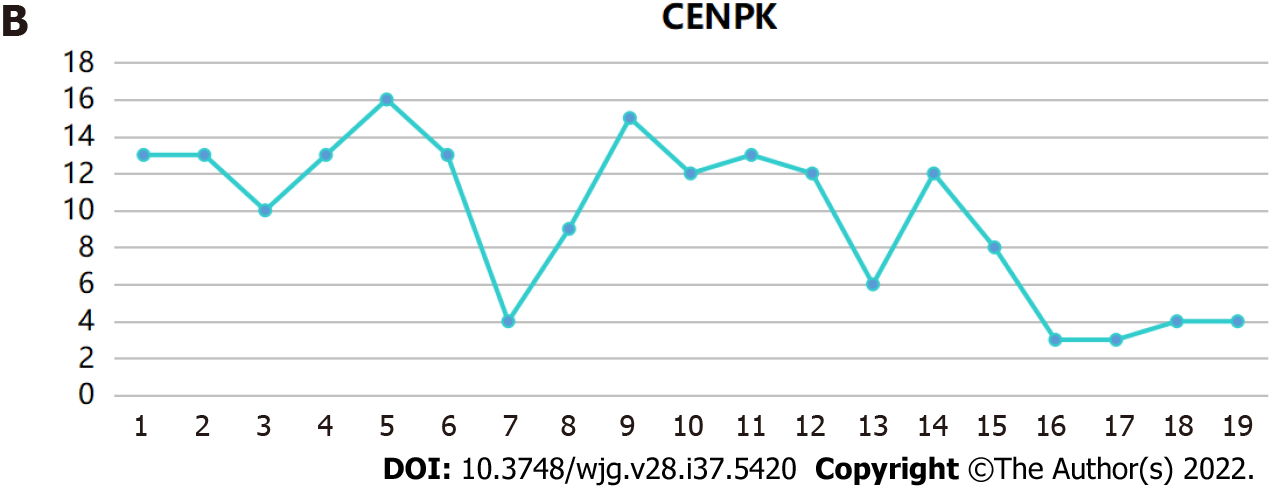 B
CENPK
18
16
14
12
10
8
6
4
2
0
1 2 3 4 5 6 7 8 9 10 11 12 13 14 15 16 17 18 19
DOI: 10.3748/wjg.v28.i37.5420 Copyright ©The Author(s) 2022.